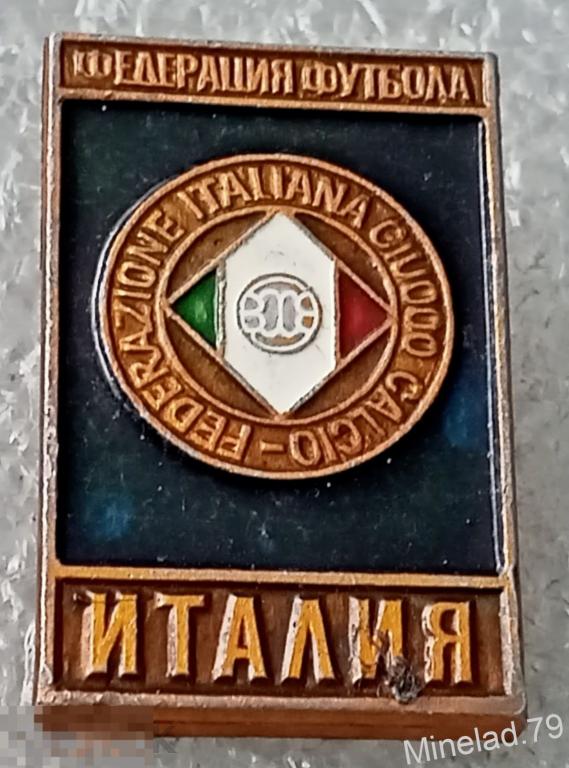 ФЕДЕРАЦИЯ ФУТБОЛА
FEDERAZIONE ITALIANA GIUOCO CALCIO -
ИТАЛИЯ
Minelad.79